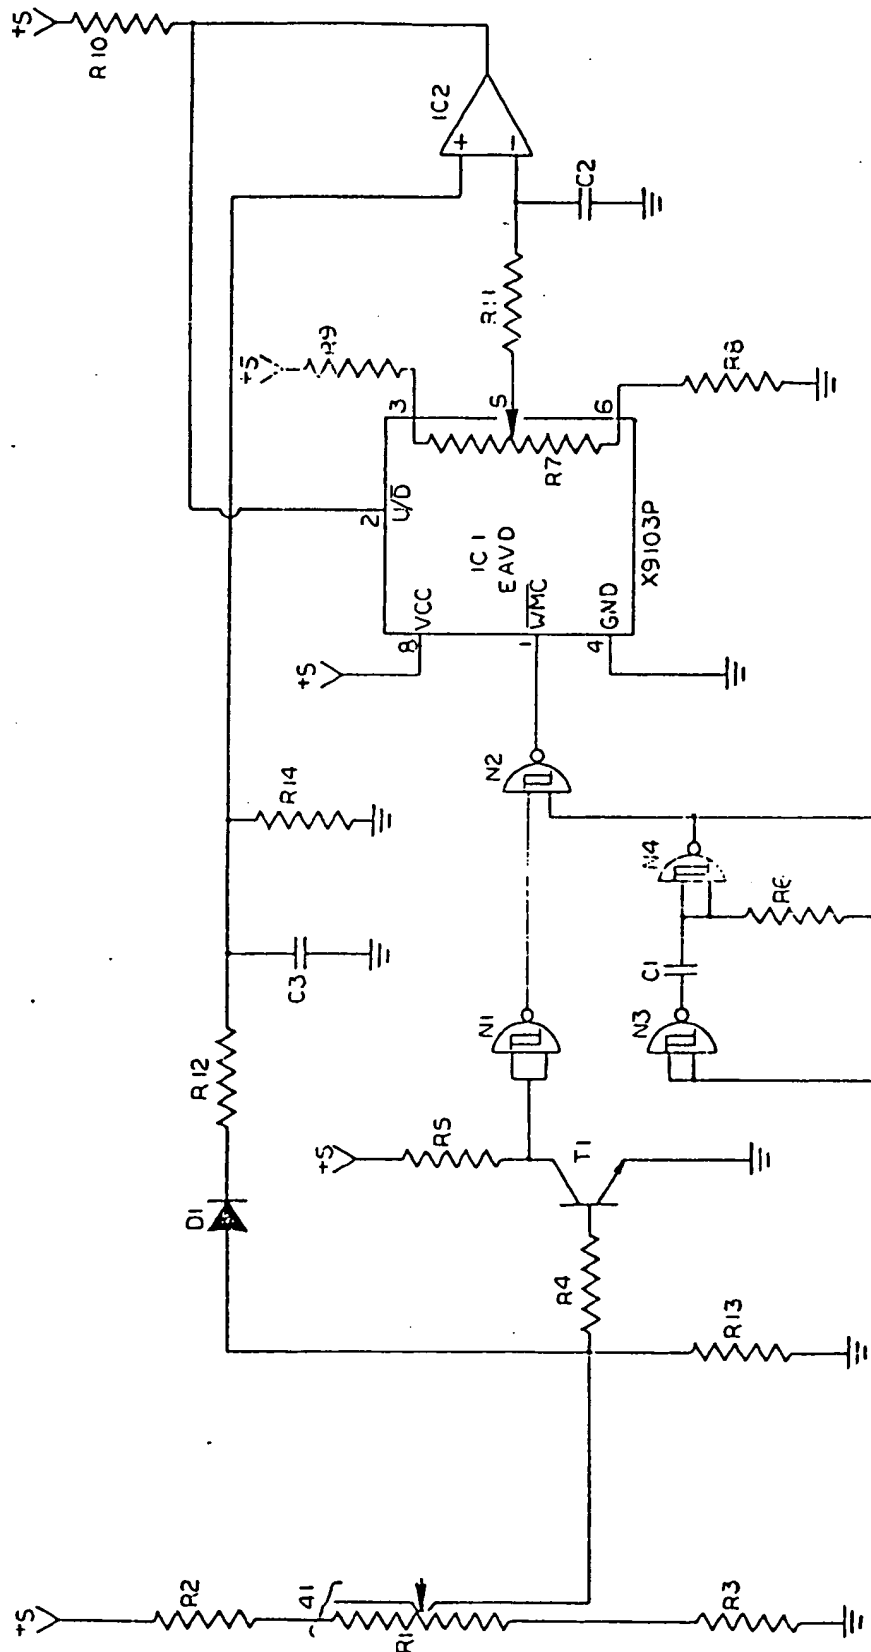 +5
R10
IC2
+
-
C2
R11
+5
R9
3
5
6
R7
R8
2
U/D
IC1
EAVD
X9103P
8
VCC
1
WMC
4
GND
+5
R14
C3
R12
D1
N2
N1
N4
R6
C1
N3
+5
R5
T1
R4
R13
+5
R2
41
R1
R3